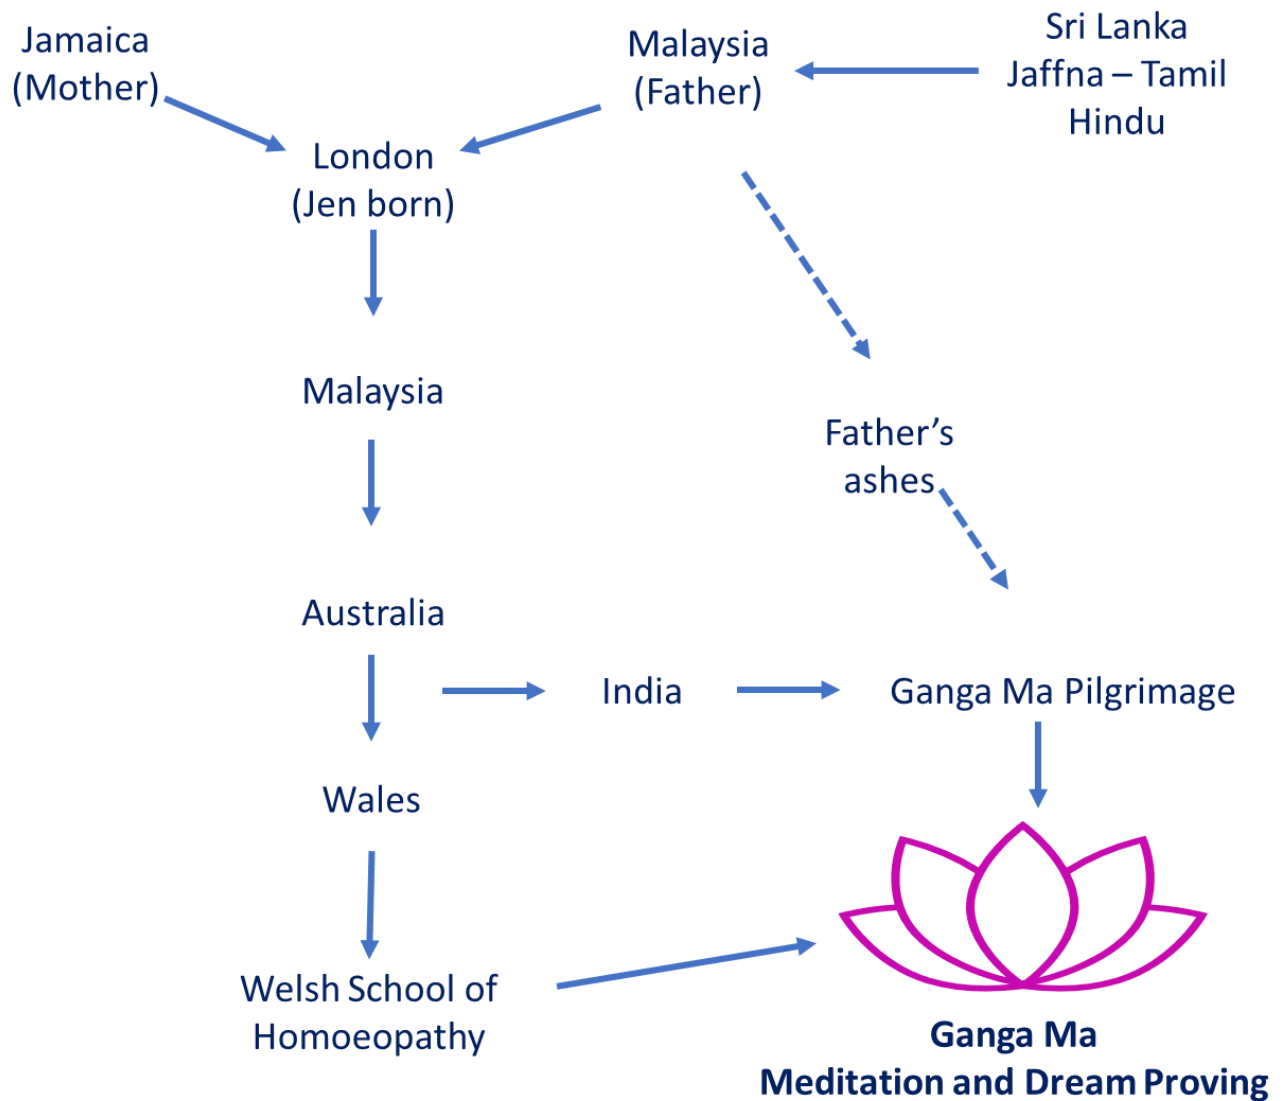 Jamaica
(Mother)
Malaysia
(Father)
Sri Lanka
Jaffna – Tamil
Hindu
London
(Jen born)
Malaysia
Father’s
ashes
Australia
India
Ganga Ma Pilgrimage
Wales
Welsh School of
Homoeopathy
Ganga Ma
Meditation and Dream Proving